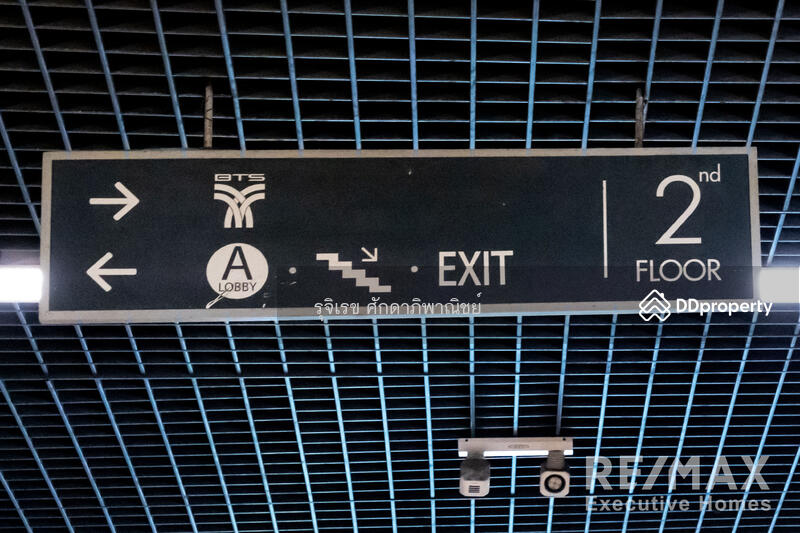 → BTS
← A LOBBY • • EXIT
2nd
FLOOR
รุจิเรข ศักดาภิพาณิชย์
DDproperty
RE/MAX
Executive Homes